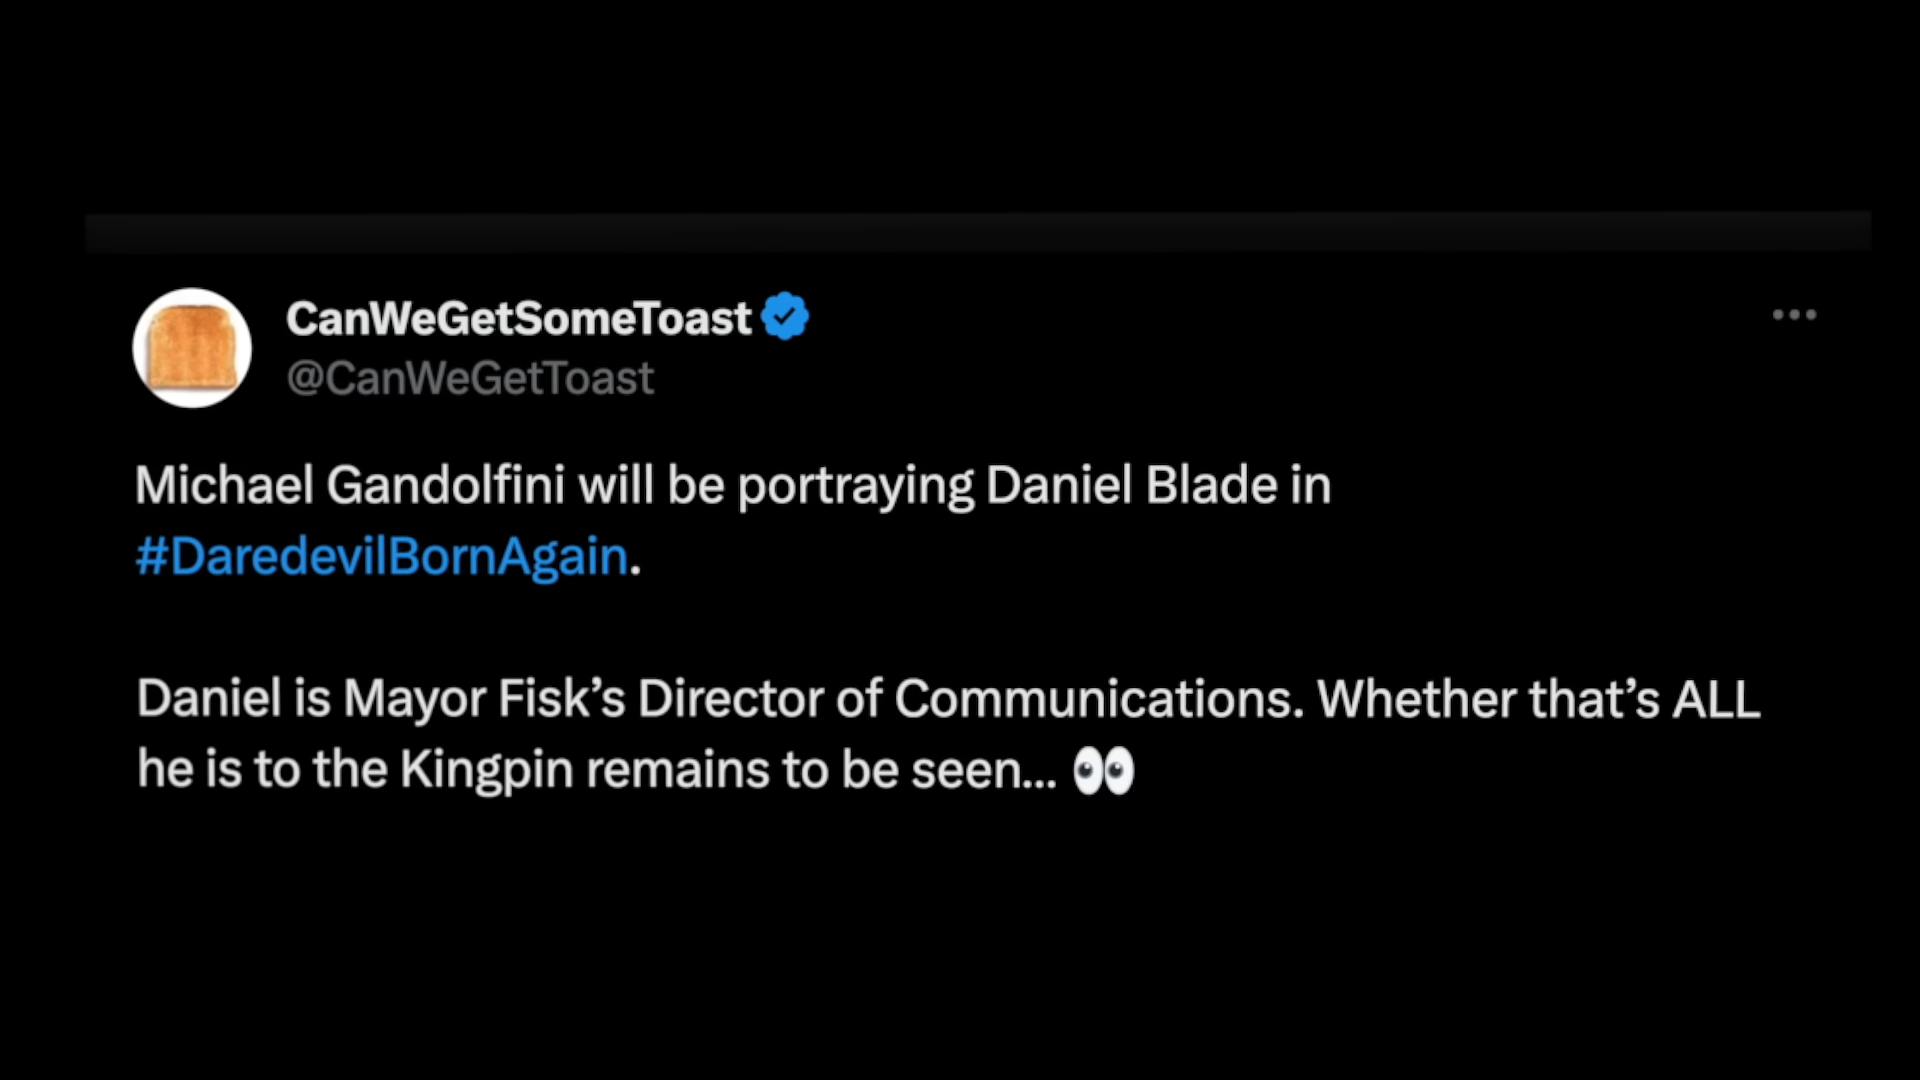 CanWeGetSomeToast
@CanWeGetToast
Michael Gandolfini will be portraying Daniel Blade in
#DaredevilBornAgain.
Daniel is Mayor Fisk’s Director of Communications. Whether that’s ALL
he is to the Kingpin remains to be seen... 👀